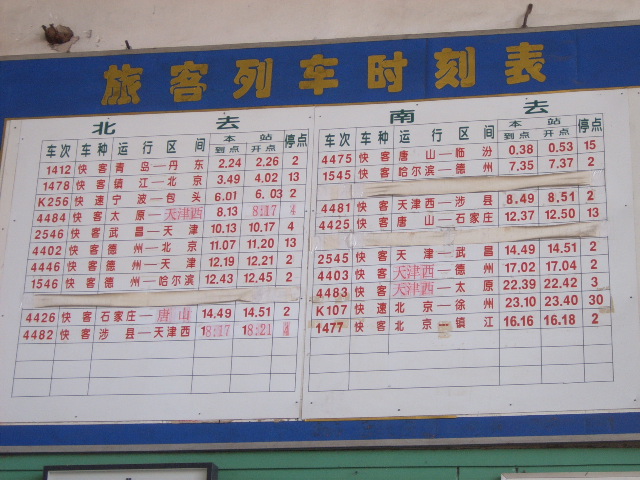 旅客列车时刻表
北 去
车次 车种 运行区间 本站到点 本站开点 停点
1412 快客 青岛—丹东 2.24 2.26 2
1478 快客 镇江—北京 3.49 4.02 13
K256 快速 宁波—包头 6.01 6.03 2
4484 快客 太原—天津西 8.13 8:17 4
2546 快客 武昌—天津 10.13 10.17 4
4402 快客 德州—北京 11.07 11.20 13
4446 快客 德州—天津 12.19 12.21 2
1546 快客 德州—哈尔滨 12.43 12.45 2
4426 快客 石家庄—唐山 14.49 14.51 2
4482 快客 涉县—天津西 18:17 18:21 4
南 去
车次 车种 运行区间 本站到点 本站开点 停点
4475 快客 唐山—临汾 0.38 0.53 15
1545 快客 哈尔滨—德州 7.35 7.37 2
4481 快客 天津西—涉县 8.49 8.51 2
4425 快客 唐山—石家庄 12.37 12.50 13
2545 快客 天津—武昌 14.49 14.51 2
4403 快客 天津西—德州 17.02 17.04 2
4483 快客 天津西—太原 22.39 22.42 3
K107 快速 北京—徐州 23.10 23.40 30
1477 快客 北京—镇江 16.16 16.18 2